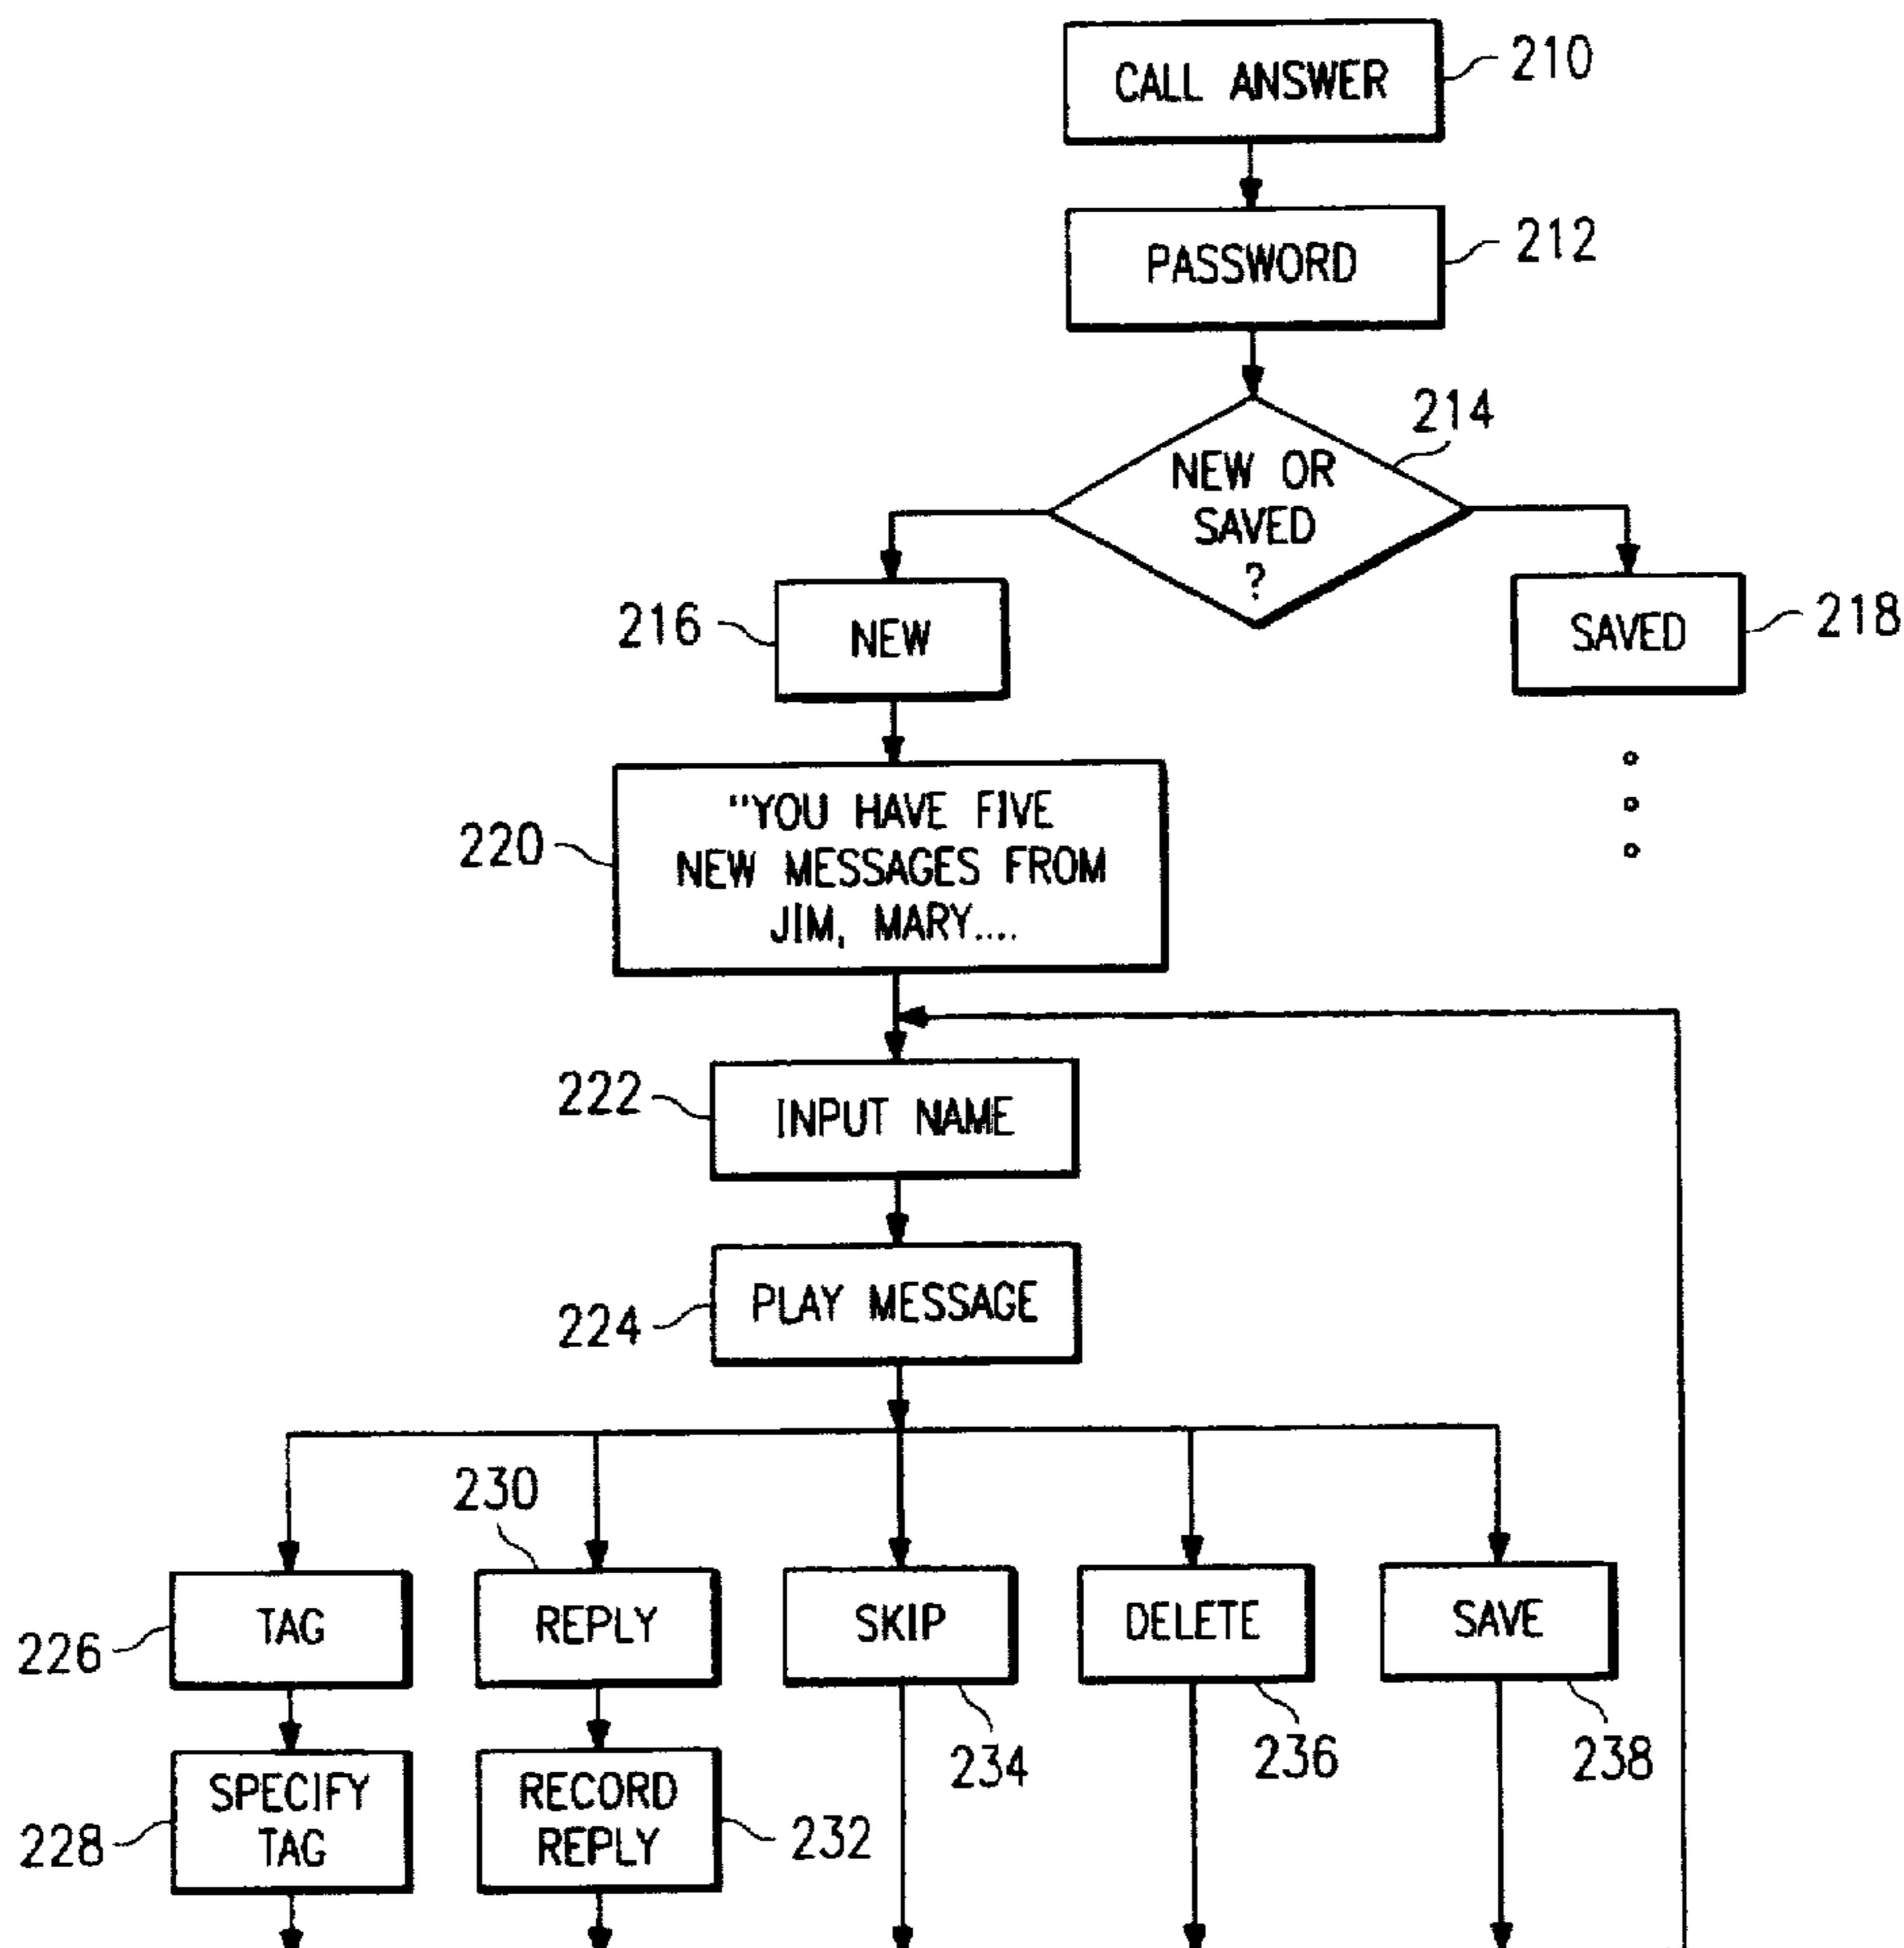 CALL ANSWER
210
PASSWORD
212
214
NEW OR
SAVED
?
216
NEW
SAVED
218
220
"YOU HAVE FIVE
NEW MESSAGES FROM
JIM, MARY....
222
INPUT NAME
224
PLAY MESSAGE
230
226
TAG
REPLY
SKIP
DELETE
SAVE
234
236
238
228
SPECIFY
TAG
RECORD
REPLY
232